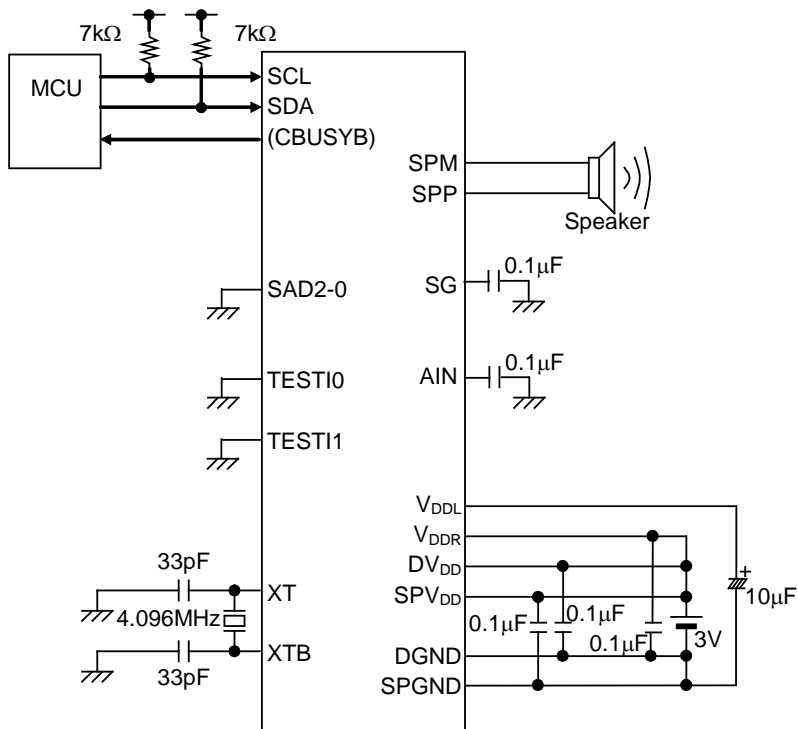 7kΩ 7kΩ
MCU
SCL
SDA
(CBUSYB)
SPM
SPP
Speaker
0.1μF
SG
SAD2-0
0.1μF
AIN
TESTI0
TESTI1
VDDL
VDDR
DVDD
SPVDD
+
10μF
0.1μF
0.1μF
0.1μF
3V
DGND
SPGND
33pF
XT
4.096MHz
XTB
33pF